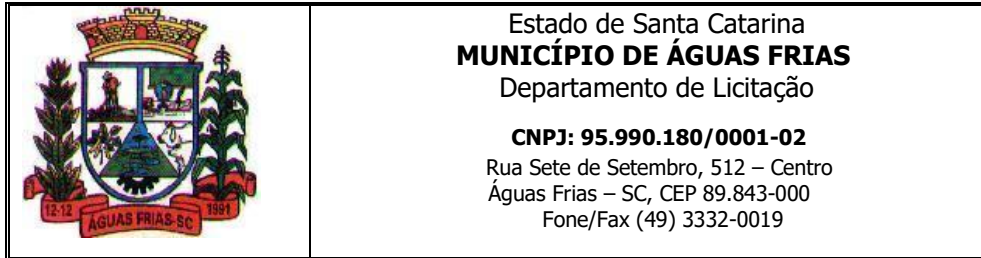 12-12
ÁGUAS FRIAS-SC
1991
Estado de Santa Catarina
MUNICÍPIO DE ÁGUAS FRIAS
Departamento de Licitação
CNPJ: 95.990.180/0001-02
Rua Sete de Setembro, 512 – Centro
Águas Frias – SC, CEP 89.843-000
Fone/Fax (49) 3332-0019